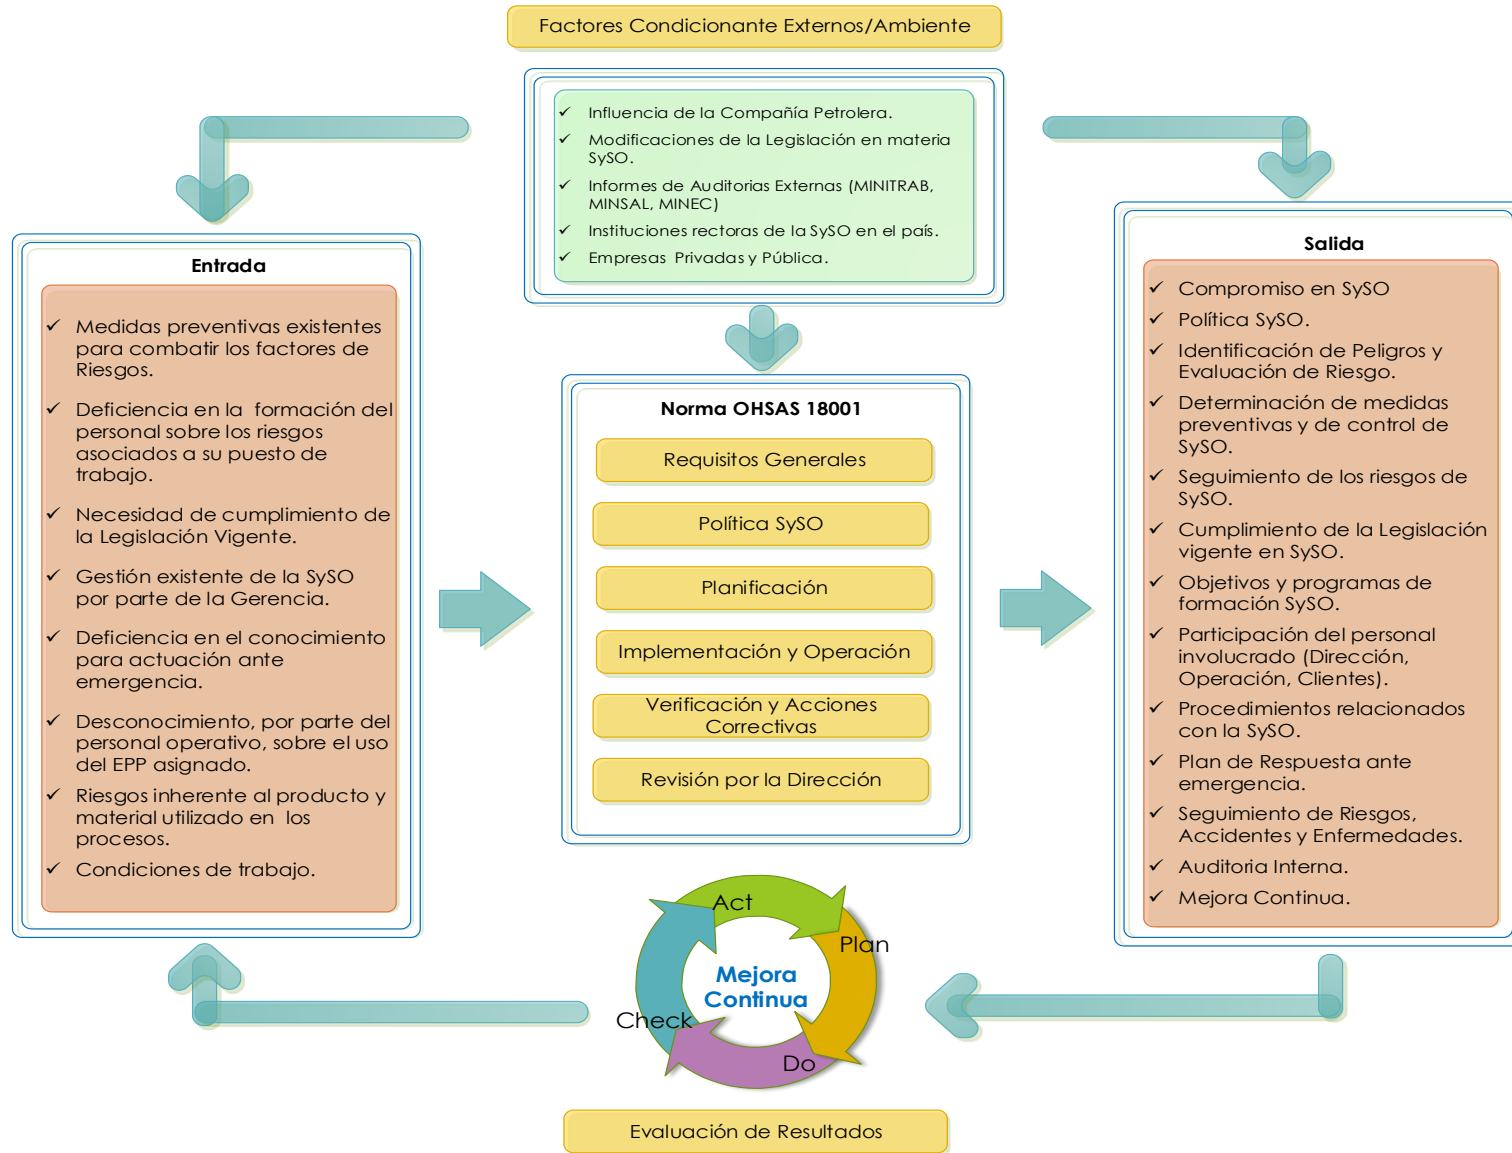 Factores Condicionante Externos/Ambiente
✓ Influencia de la Compañía Petrolera.
✓ Modificaciones de la Legislación en materia
SySO.
✓ Informes de Auditorias Externas (MINITRAB,
MINSAL, MINEC)
✓ Instituciones rectoras de la SySO en el país.
✓ Empresas Privadas y Pública.
Entrada
✓ Medidas preventivas existentes
para combatir los factores de
Riesgos.
✓ Deficiencia en la formación del
personal sobre los riesgos
asociados a su puesto de
trabajo.
✓ Necesidad de cumplimiento de
la Legislación Vigente.
✓ Gestión existente de la SySO
por parte de la Gerencia.
✓ Deficiencia en el conocimiento
para actuación ante
emergencia.
✓ Desconocimiento, por parte del
personal operativo, sobre el uso
del EPP asignado.
✓ Riesgos inherente al producto y
material utilizado en los
procesos.
✓ Condiciones de trabajo.
Norma OHSAS 18001
Requisitos Generales
Política SySO
Planificación
Implementación y Operación
Verificación y Acciones
Correctivas
Revisión por la Dirección
Salida
✓ Compromiso en SySO
✓ Política SySO.
✓ Identificación de Peligros y
Evaluación de Riesgo.
✓ Determinación de medidas
preventivas y de control de
SySO.
✓ Seguimiento de los riesgos de
SySO.
✓ Cumplimiento de la Legislación
vigente en SySO.
✓ Objetivos y programas de
formación SySO.
✓ Participación del personal
involucrado (Dirección,
Operación, Clientes).
✓ Procedimientos relacionados
con la SySO.
✓ Plan de Respuesta ante
emergencia.
✓ Seguimiento de Riesgos,
Accidentes y Enfermedades.
✓ Auditoria Interna.
✓ Mejora Continua.
Act
Plan
Mejora
Continua
Check
Do
Evaluación de Resultados